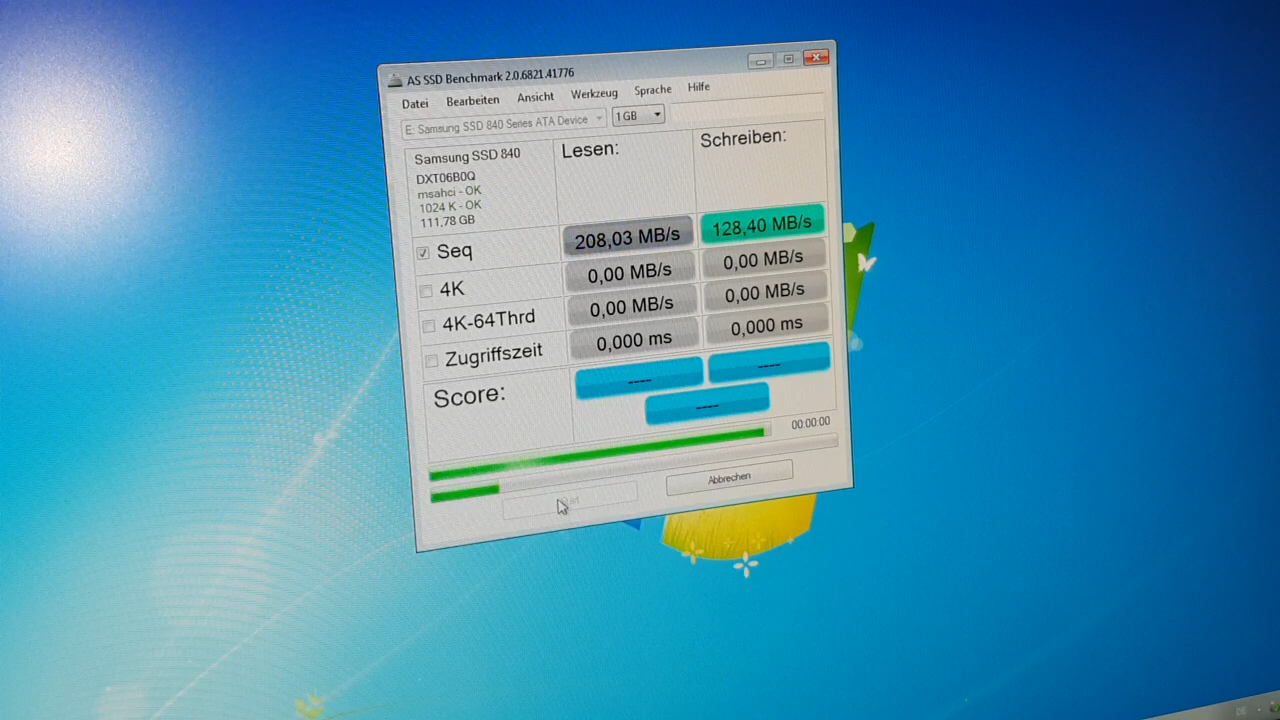 AS SSD Benchmark 2.0.6821.41776
Datei Bearbeiten Ansicht Werkzeug Sprache Hilfe
E: Samsung SSD 840 Series ATA Device 1 GB
Samsung SSD 840
DXT06B0Q
msahci - OK
1024 K - OK
111,78 GB
Lesen: Schreiben:
Seq 208,03 MB/s 128,40 MB/s
4K 0,00 MB/s 0,00 MB/s
4K-64Thrd 0,00 MB/s 0,00 MB/s
Zugriffszeit 0,000 ms 0,000 ms
Score: ---- ----
----
00:00:00
Abbrechen